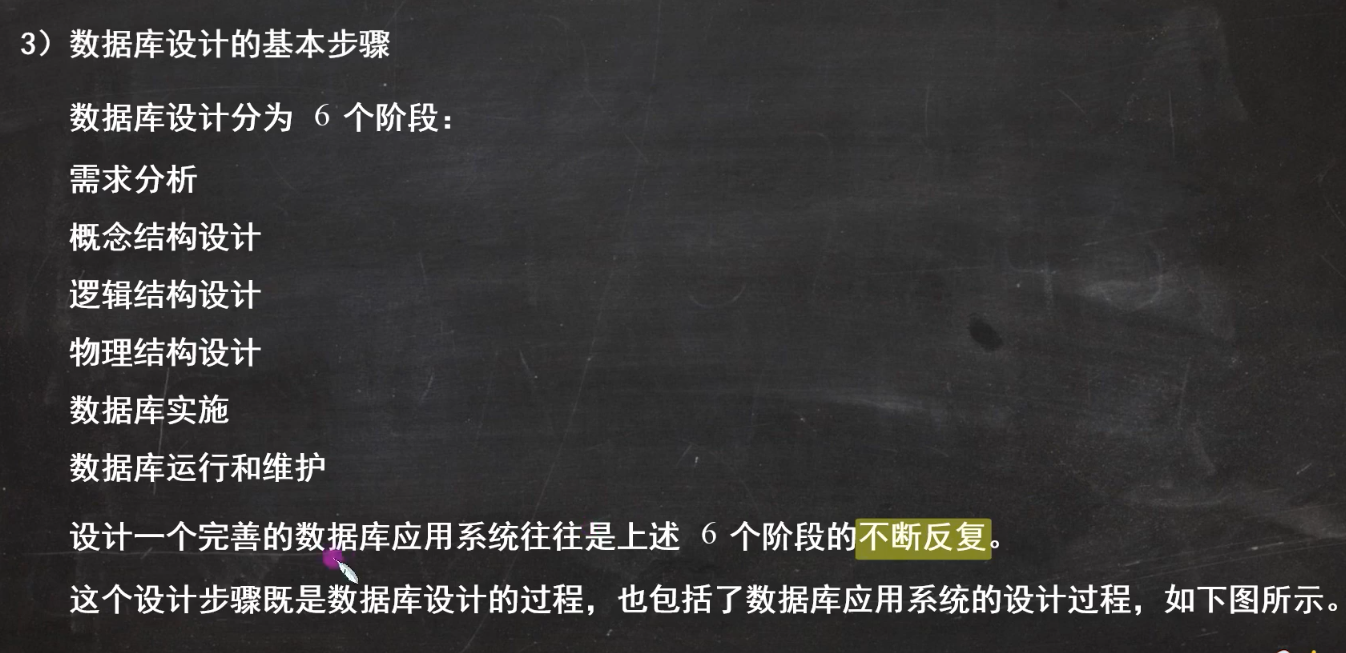 3）数据库设计的基本步骤
数据库设计分为 6 个阶段：
需求分析
概念结构设计
逻辑结构设计
物理结构设计
数据库实施
数据库运行和维护
设计一个完善的数据库应用系统往往是上述 6 个阶段的不断反复。
这个设计步骤既是数据库设计的过程，也包括了数据库应用系统的设计过程，如下图所示。